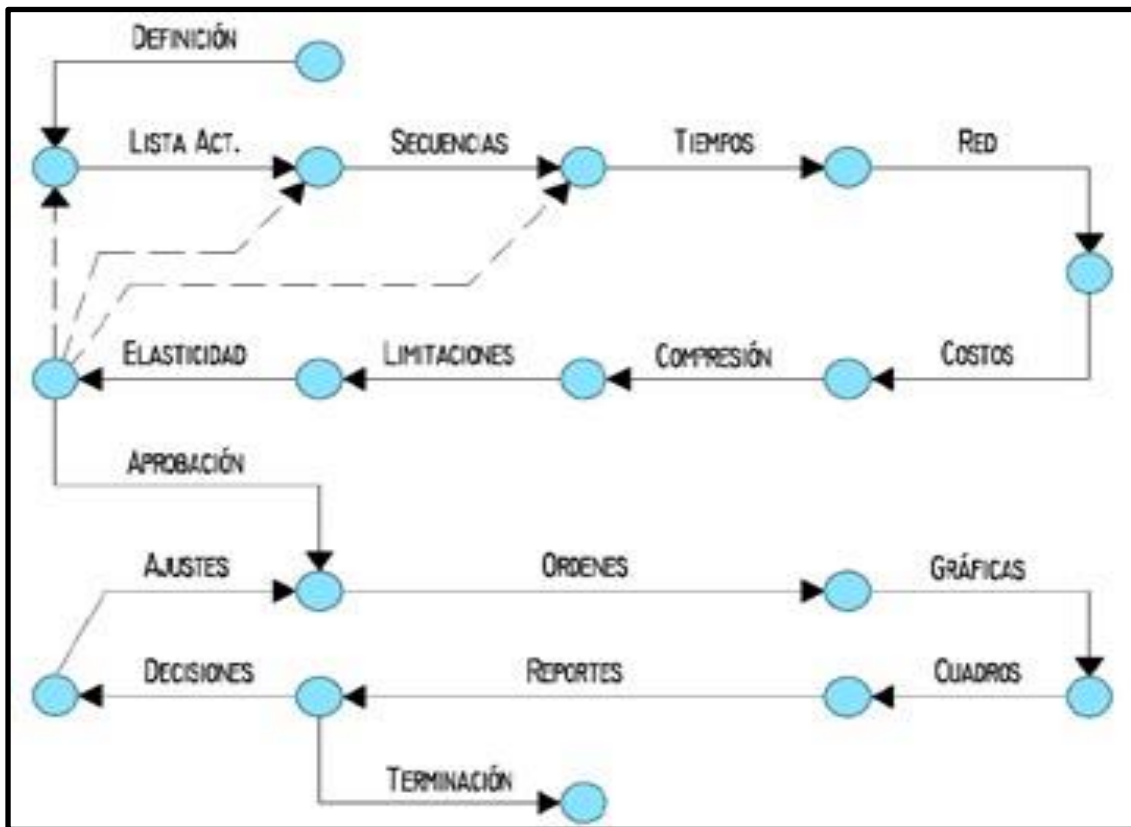 DEFINICIÓN
LISTA ACT.
SECUENCIAS
TIEMPOS
RED
ELASTICIDAD
LIMITACIONES
COMPRESIÓN
COSTOS
APROBACIÓN
AJUSTES
ORDENES
GRÁFICAS
DECISIONES
REPORTES
CUADROS
TERMINACIÓN